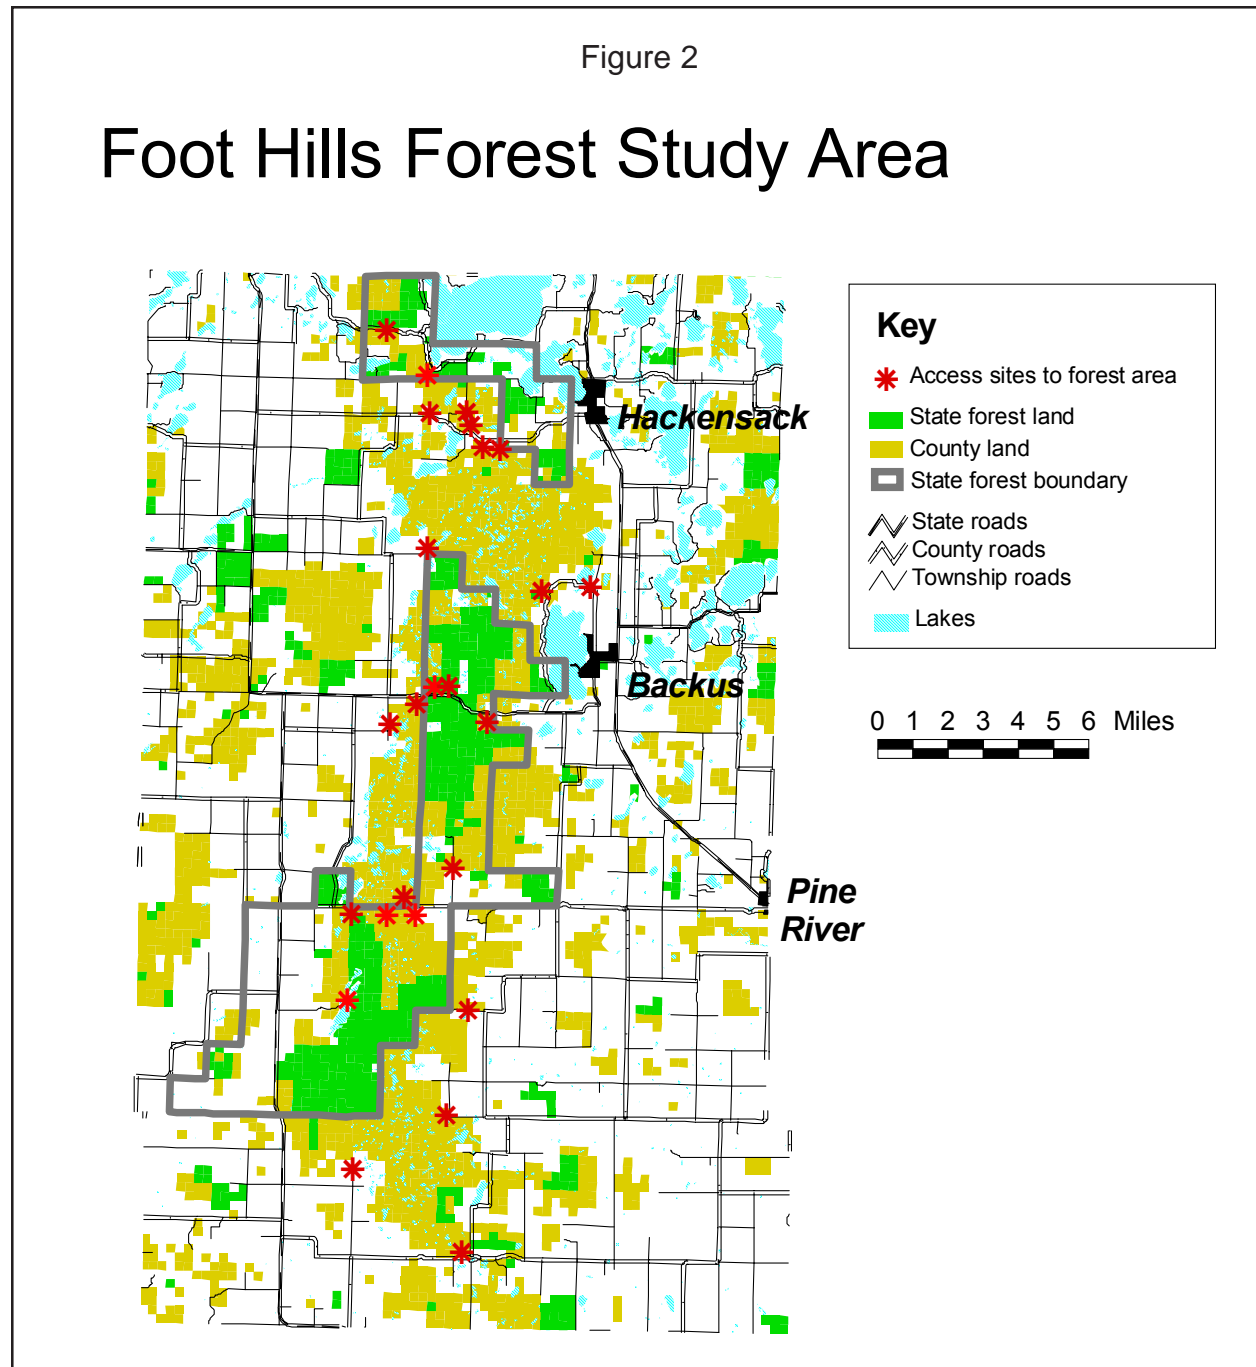 Figure 2
Foot Hills Forest Study Area
Key
Access sites to forest area
State forest land
County land
State forest boundary
State roads
County roads
Township roads
Lakes
Hackensack
Backus
0 1 2 3 4 5 6 Miles
Pine
River